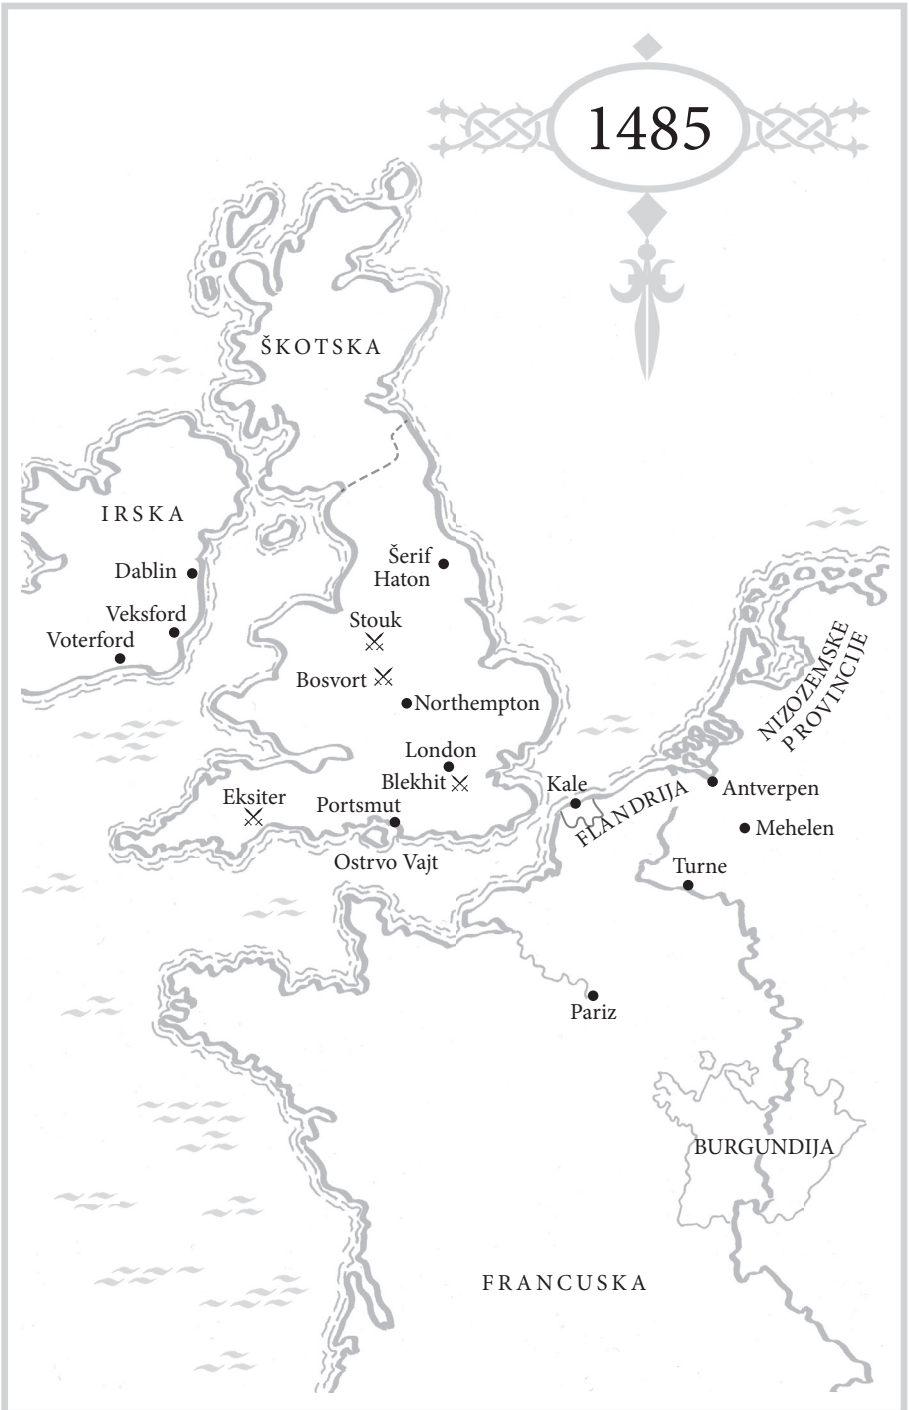 1485
ŠKOTSKA
IRSKA
Šerif
Haton
Dablin
Veksford
Stouk
Voterford
Bosvort
Northempton
NIZOZEMSKE
PROVINCIJE
London
Blekhit
Kale
FLANDRIJA
Antverpen
Eksiter
Portsmut
Mehelen
Ostrvo Vajt
Turne
Pariz
BURGUNDIJA
FRANCUSKA